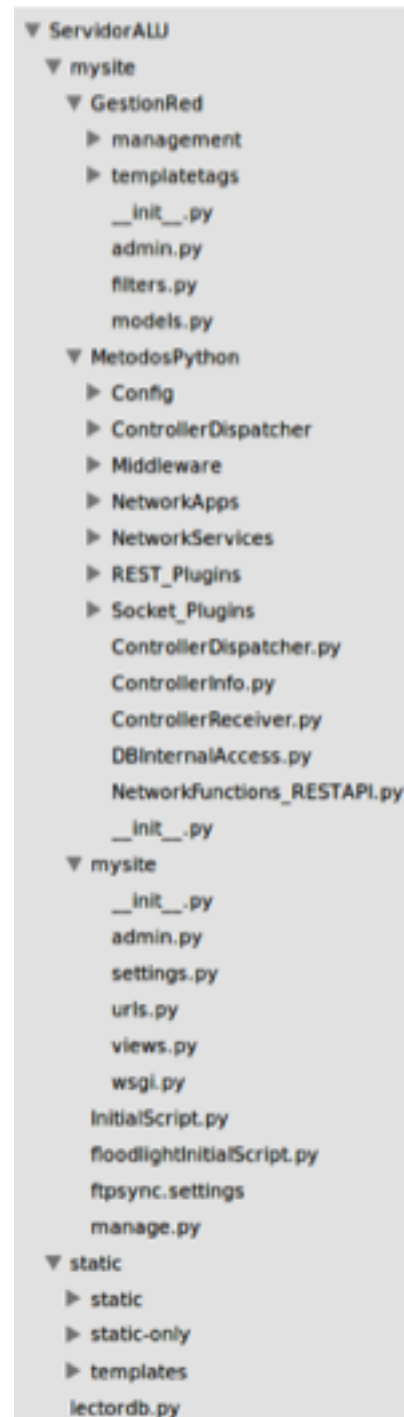 ServidorALU
mysite
GestionRed
management
templatetags
__init__.py
admin.py
filters.py
models.py
MetodosPython
Config
ControllerDispatcher
Middleware
NetworkApps
NetworkServices
REST_Plugins
Socket_Plugins
ControllerDispatcher.py
ControllerInfo.py
ControllerReceiver.py
DBInternalAccess.py
NetworkFunctions_RESTAPI.py
__init__.py
mysite
__init__.py
admin.py
settings.py
urls.py
views.py
wsgi.py
InitialScript.py
floodlightInitialScript.py
ftpsync.settings
manage.py
static
static
static-only
templates
lectordb.py